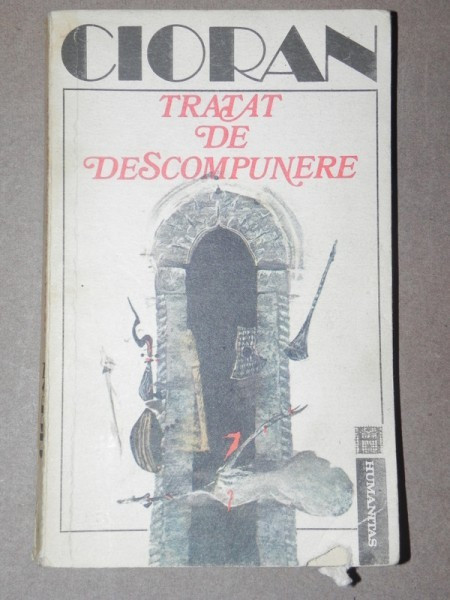 CIORAN
TRATAT
DE
DESCOMPUNERE
HUMANITAS